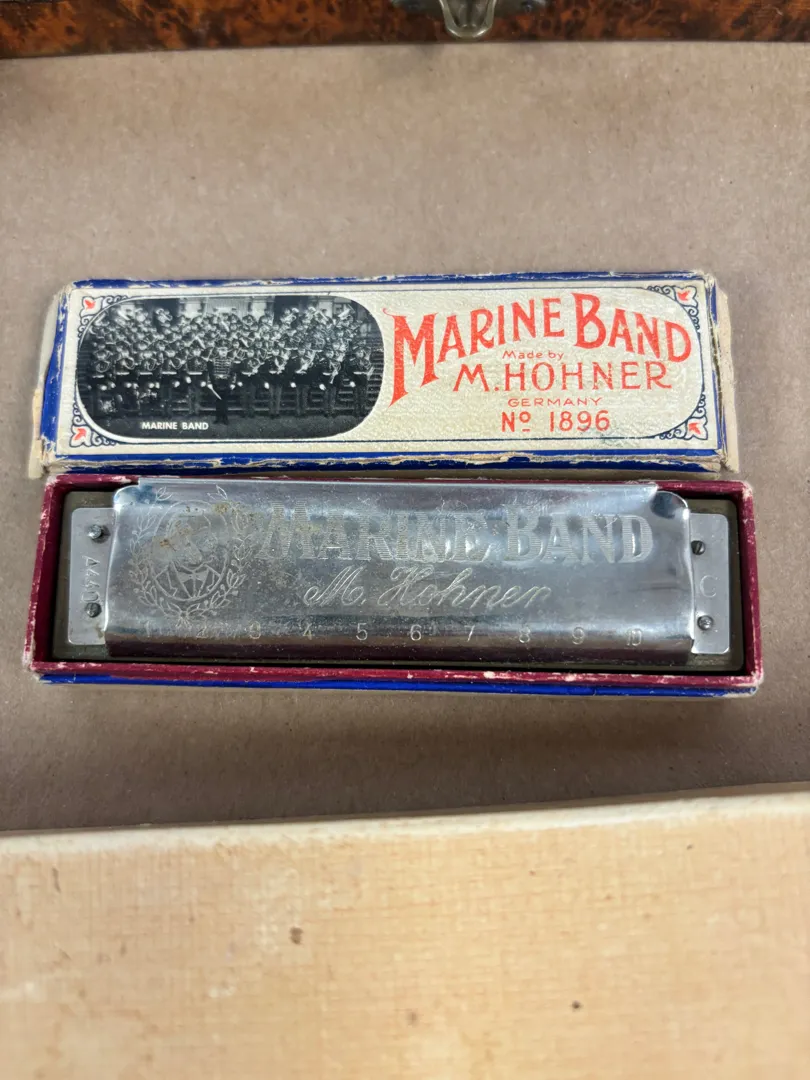 MARINE BAND
Made by
M. HOHNER
GERMANY
Nº 1896
MARINE BAND
MARINE BAND
M. Hohner
C
1 2 3 4 5 6 7 8 9 10